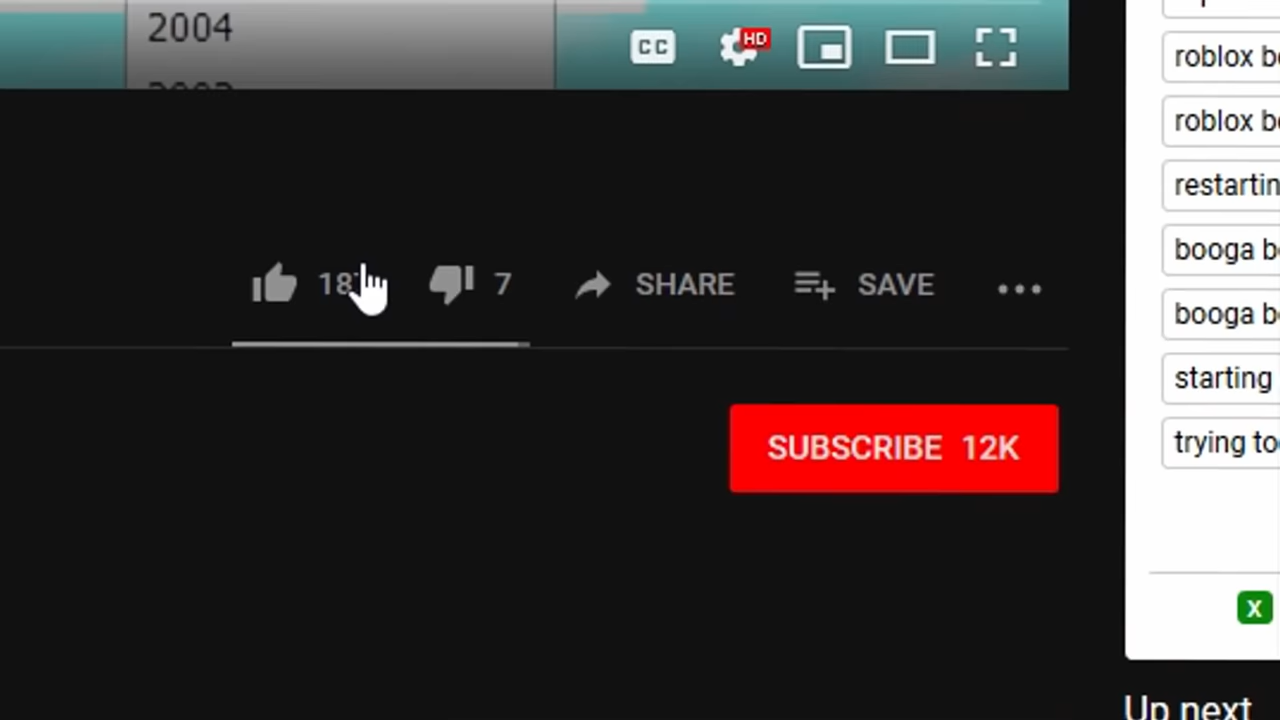 2004
CC
HD
roblox b
roblox b
restartin
booga b
booga b
starting
trying to
7
SHARE
SAVE
SUBSCRIBE 12K
X
Up next